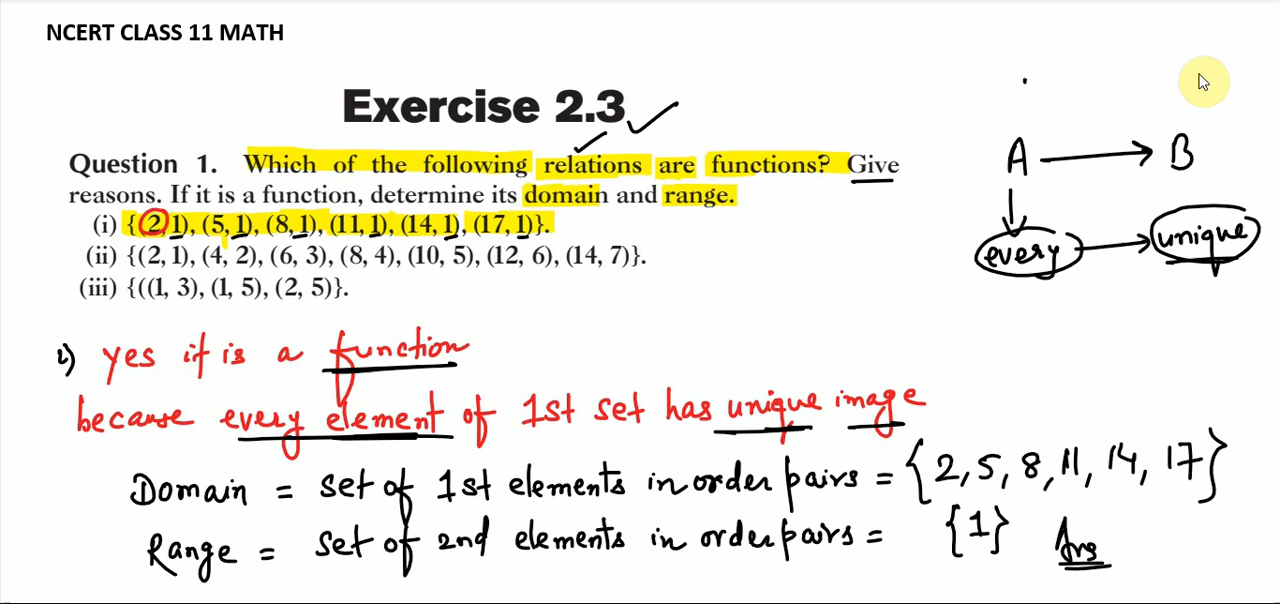 NCERT CLASS 11 MATH
Exercise 2.3
Question 1. Which of the following relations are functions? Give
reasons. If it is a function, determine its domain and range.
(i) {(2,1), (5,1), (8,1), (11,1), (14,1), (17,1)}.
(ii) {(2,1), (4, 2), (6, 3), (8, 4), (10, 5), (12, 6), (14, 7)}.
(iii) {((1, 3), (1, 5), (2, 5)}.
A → B
every → unique
i) yes it is a function
because every element of 1st set has unique image
Domain = set of 1st elements in order pairs = {2, 5, 8, 11, 14, 17}
Range = set of 2nd elements in order pairs = {1} Ans